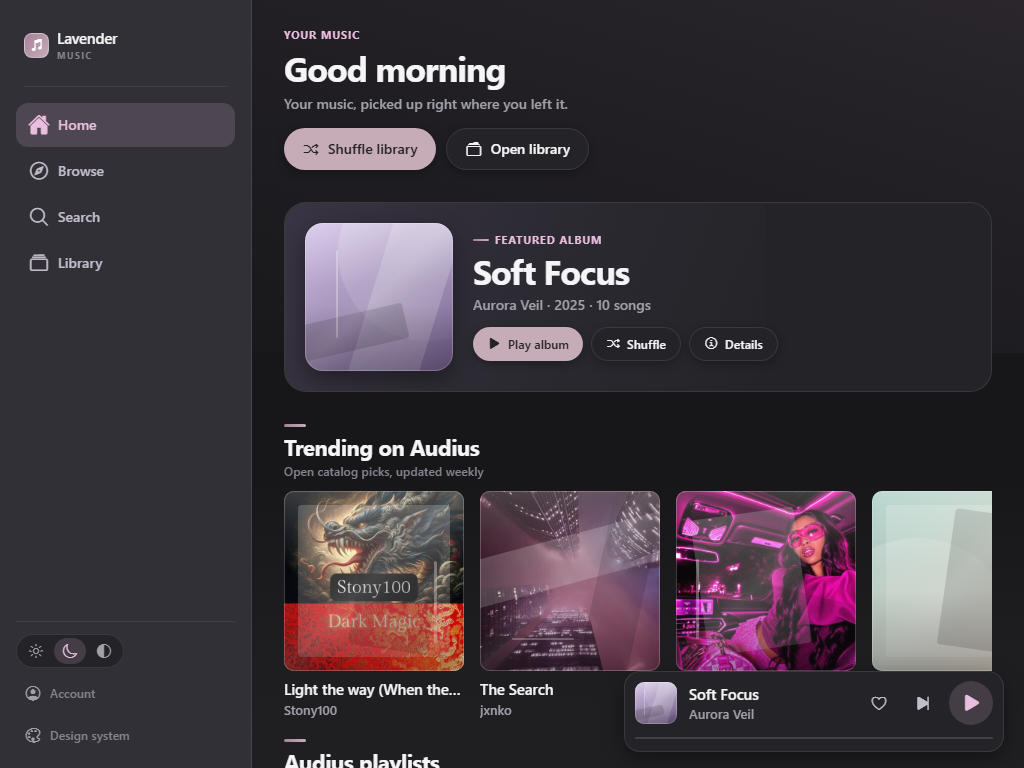 Lavender
MUSIC
Home
Browse
Search
Library
Account
Design system
YOUR MUSIC
Good morning
Your music, picked up right where you left it.
Shuffle library
Open library
FEATURED ALBUM
Soft Focus
Aurora Veil · 2025 · 10 songs
Play album
Shuffle
Details
Trending on Audius
Open catalog picks, updated weekly
Stony100
Dark Magic
Light the way (When the...
Stony100
The Search
jxnko
Audius playlists
Soft Focus
Aurora Veil